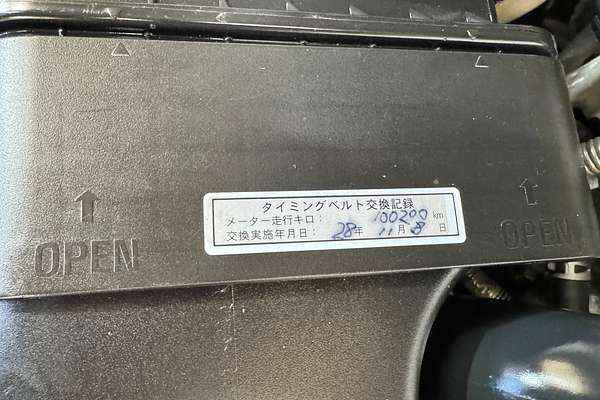 タイミングベルト交換記録
メーター走行キロ： 100200 km
交換実施年月日： 28年 11月 8日
OPEN
OPEN